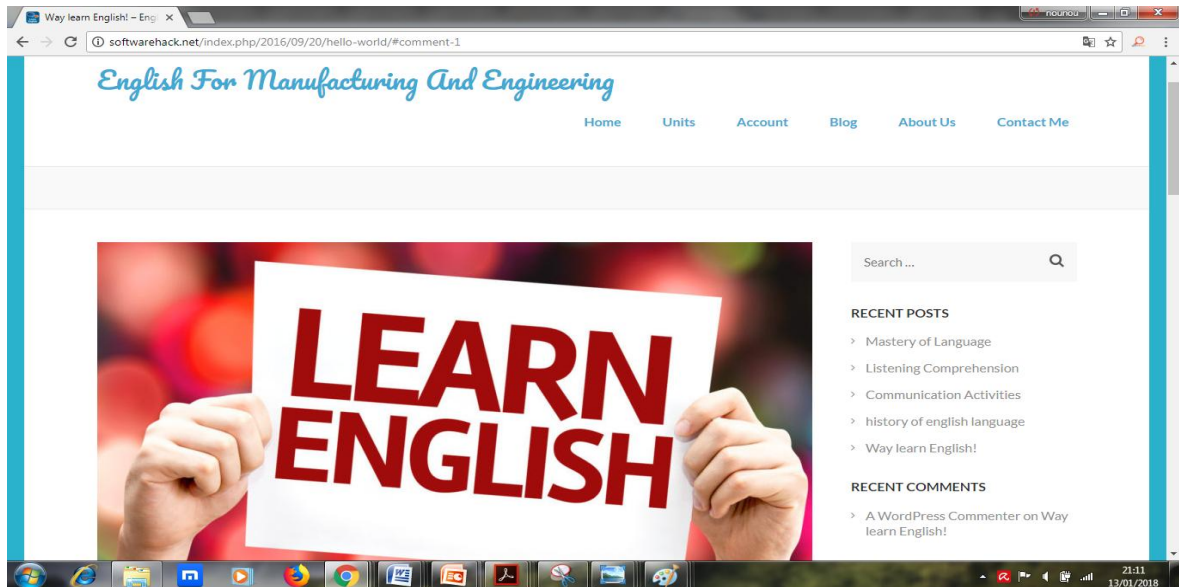 Way learn English! – Eng
nounou
softwarehack.net/index.php/2016/09/20/hello-world/#comment-1
English For Manufacturing And Engineering
Home Units Account Blog About Us Contact Me
Search ...
LEARN
ENGLISH
RECENT POSTS
Mastery of Language
Listening Comprehension
Communication Activities
history of english language
Way learn English!
RECENT COMMENTS
A WordPress Commenter on Way
learn English!
21:11
13/01/2018